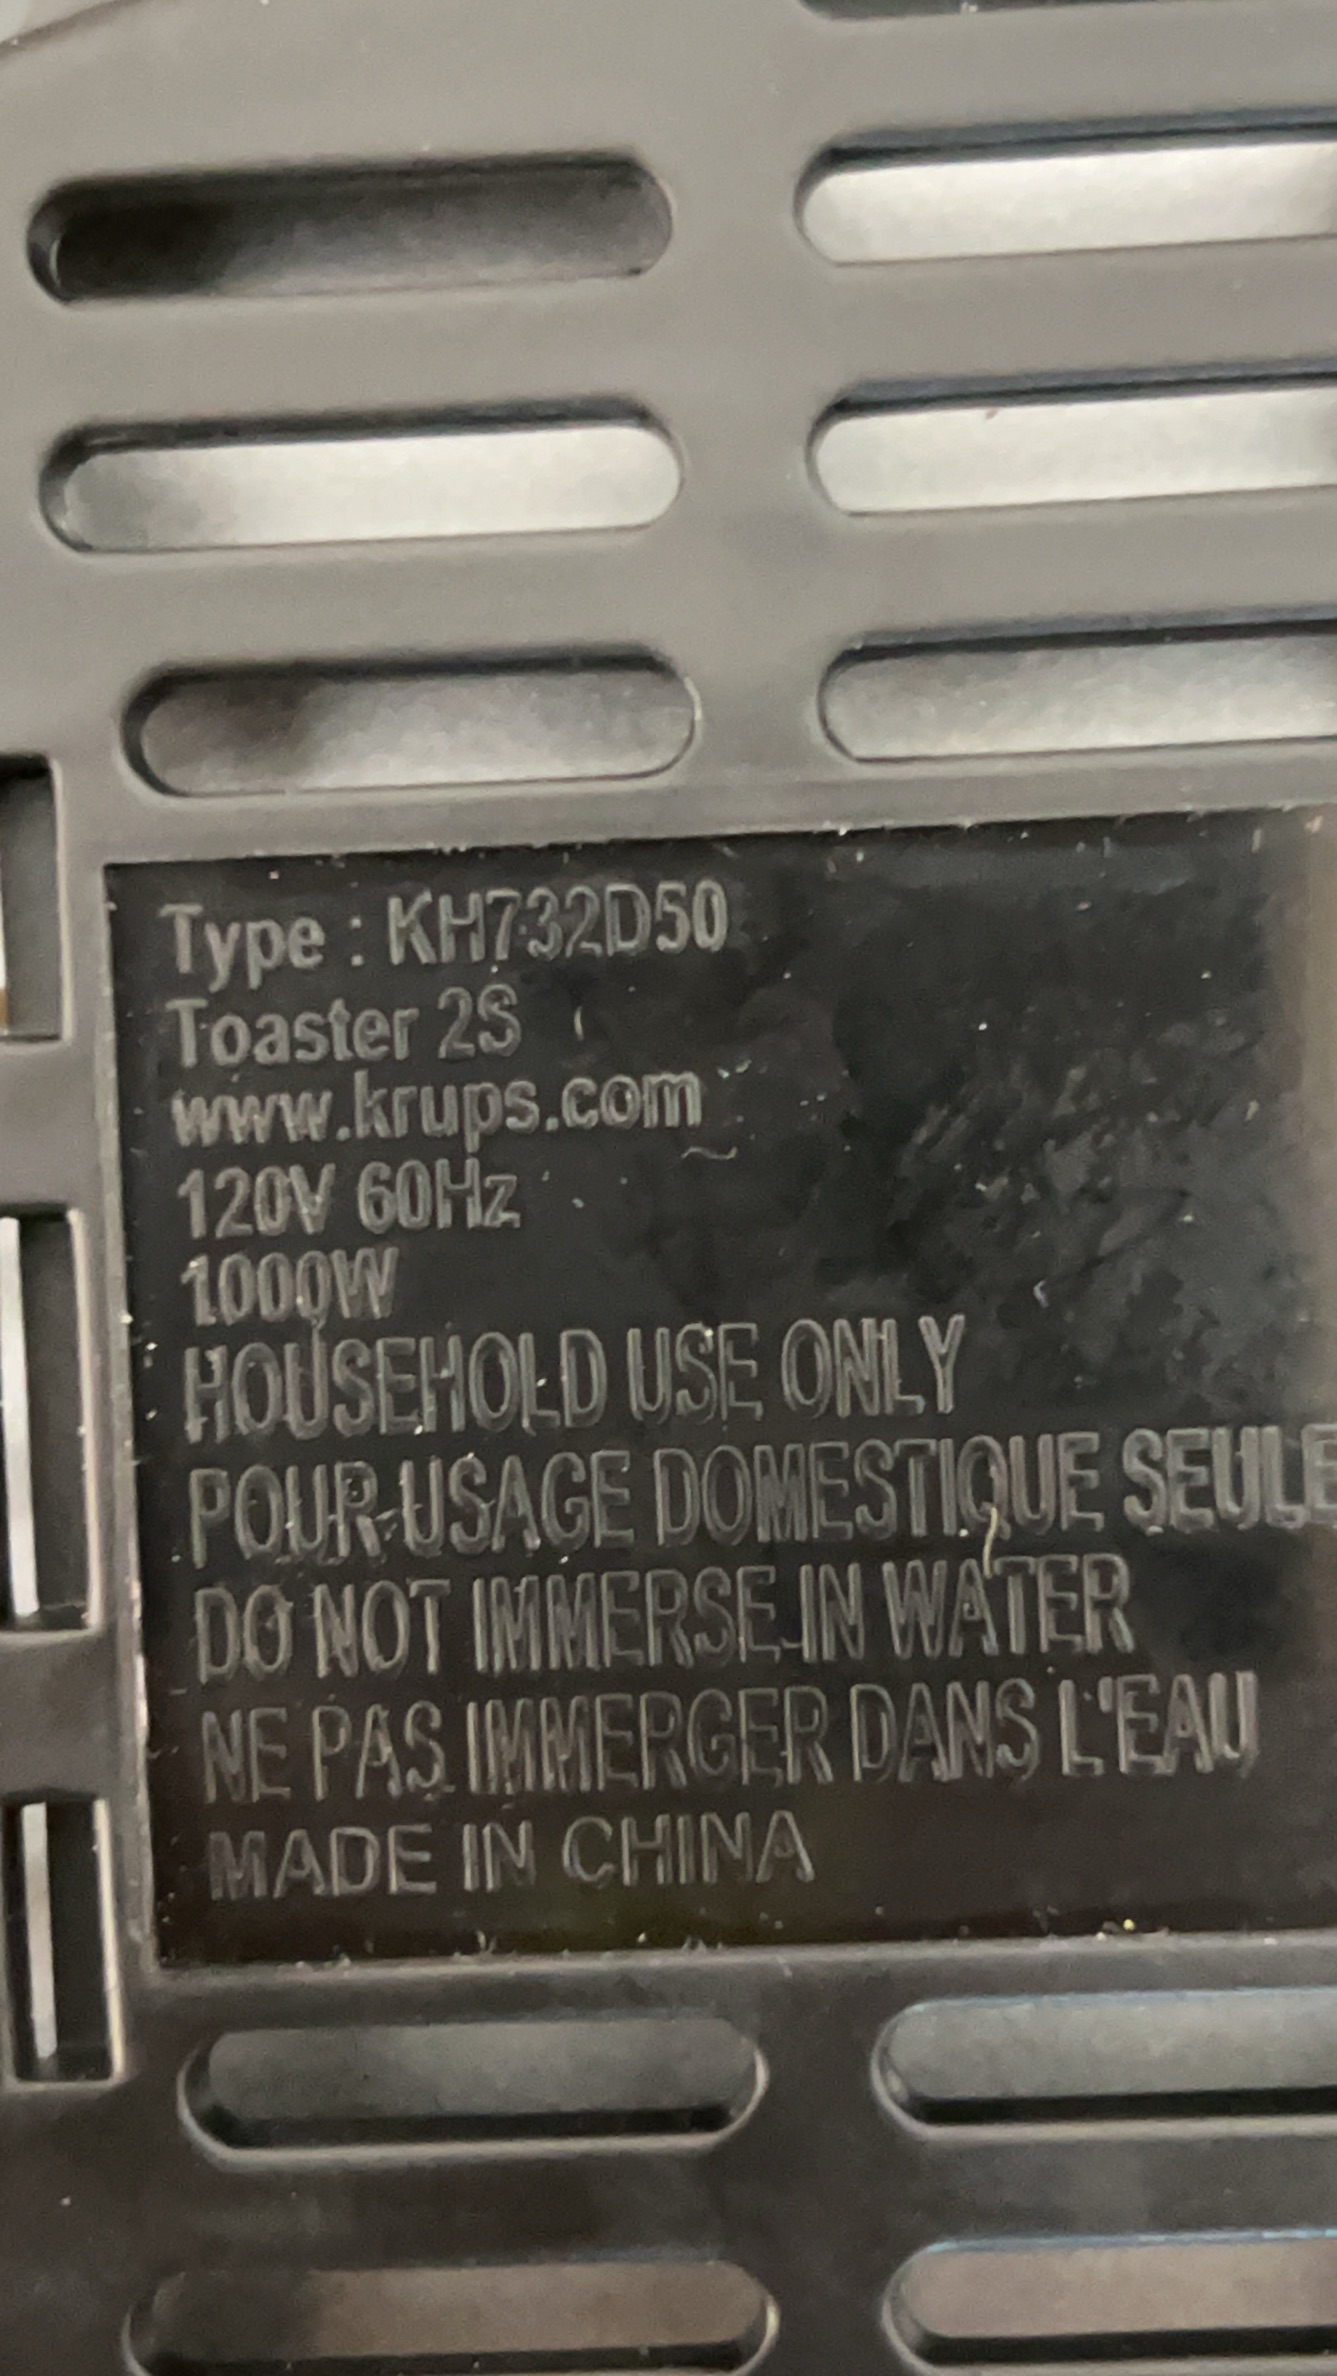 Type : KH732D50
Toaster 2S
www.krups.com
120V 60Hz
1000W
HOUSEHOLD USE ONLY
POUR USAGE DOMESTIQUE SEULE
DO NOT IMMERSE IN WATER
NE PAS IMMERGER DANS L'EAU
MADE IN CHINA